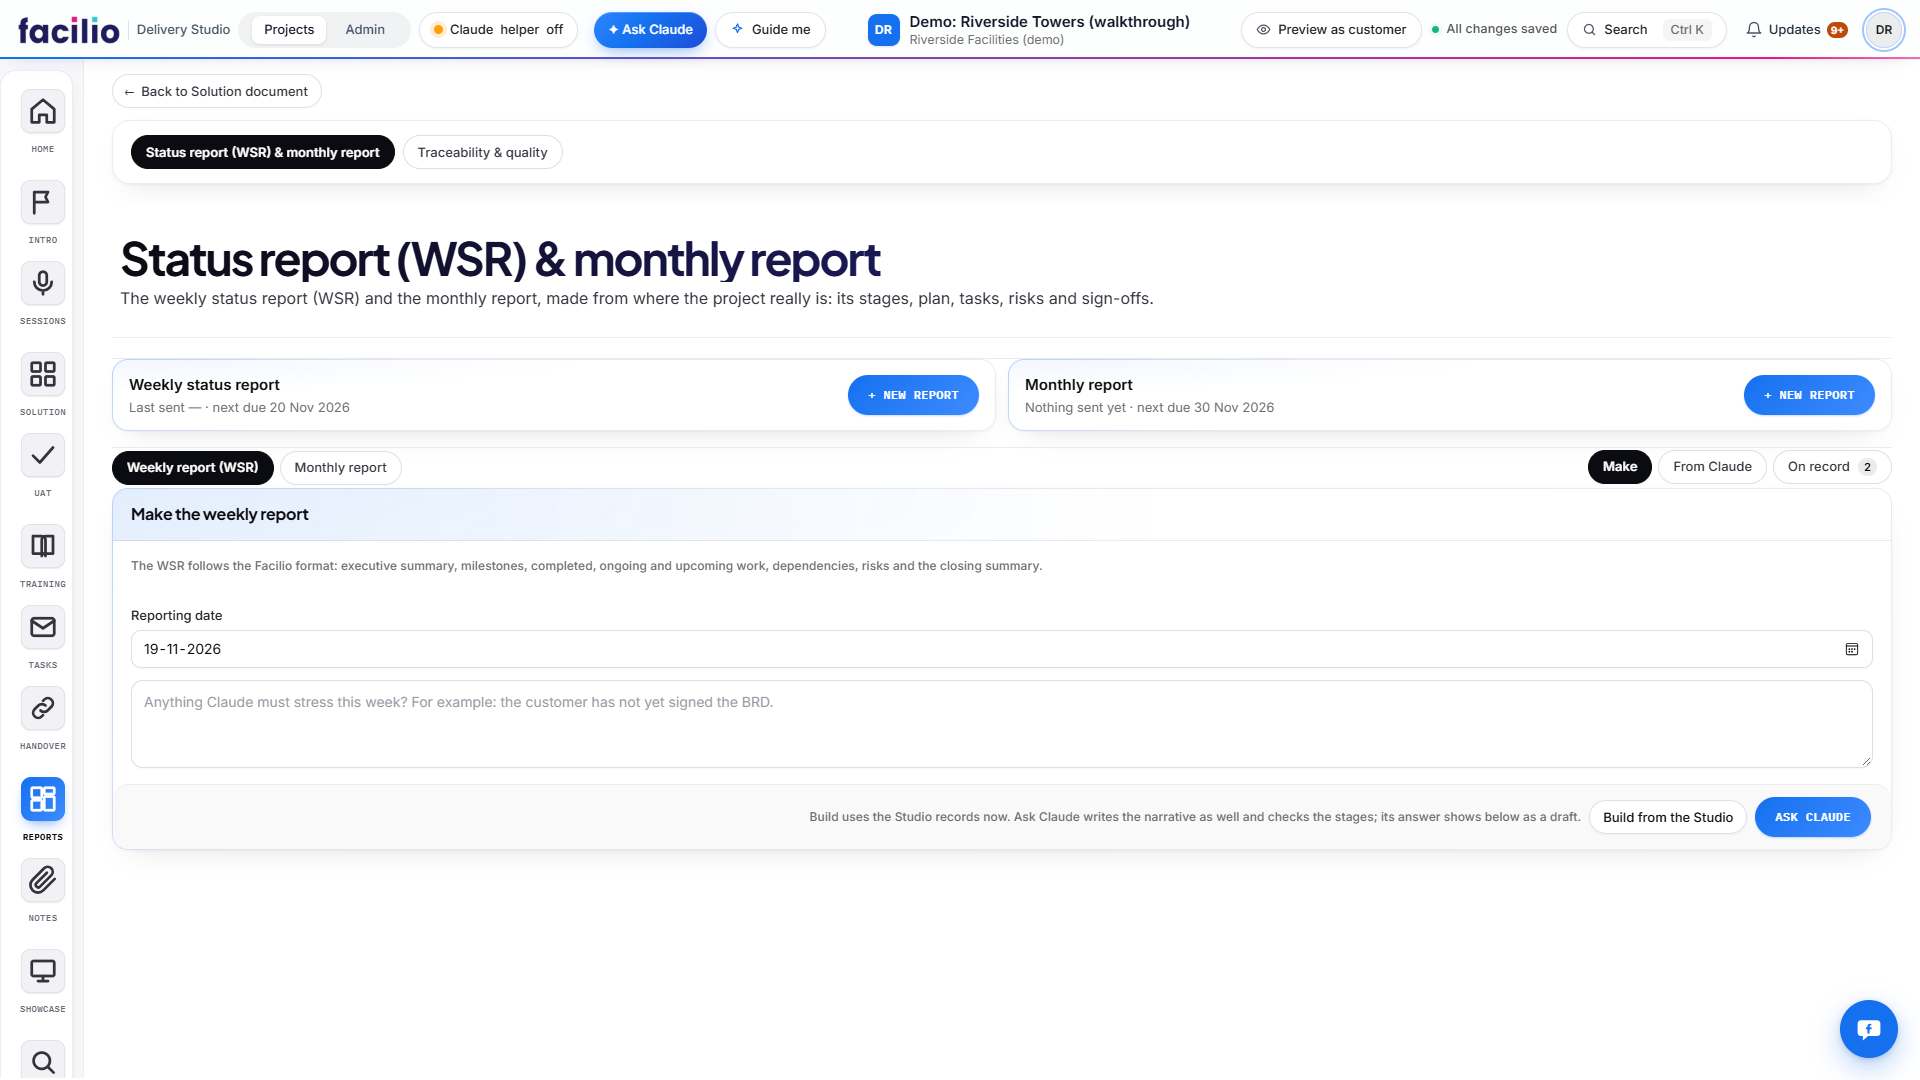 facilio
Delivery Studio
Projects
Admin
Claude helper off
Ask Claude
Guide me
DR
Demo: Riverside Towers (walkthrough)
Riverside Facilities (demo)
Preview as customer
All changes saved
Search
Ctrl K
Updates
9+
DR
← Back to Solution document
Status report (WSR) & monthly report
Traceability & quality
HOME
INTRO
SESSIONS
SOLUTION
UAT
TRAINING
TASKS
HANDOVER
REPORTS
NOTES
SHOWCASE
Status report (WSR) & monthly report
The weekly status report (WSR) and the monthly report, made from where the project really is: its stages, plan, tasks, risks and sign-offs.
Weekly status report
Last sent — · next due 20 Nov 2026
+ NEW REPORT
Monthly report
Nothing sent yet · next due 30 Nov 2026
+ NEW REPORT
Weekly report (WSR)
Monthly report
Make
From Claude
On record 2
Make the weekly report
The WSR follows the Facilio format: executive summary, milestones, completed, ongoing and upcoming work, dependencies, risks and the closing summary.
Reporting date
19-11-2026
Anything Claude must stress this week? For example: the customer has not yet signed the BRD.
Build uses the Studio records now. Ask Claude writes the narrative as well and checks the stages; its answer shows below as a draft.
Build from the Studio
ASK CLAUDE